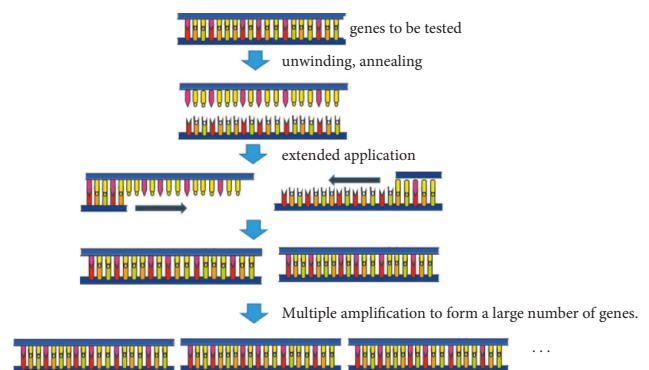 genes to be tested
unwinding, annealing
extended application
Multiple amplification to form a large number of genes.
...